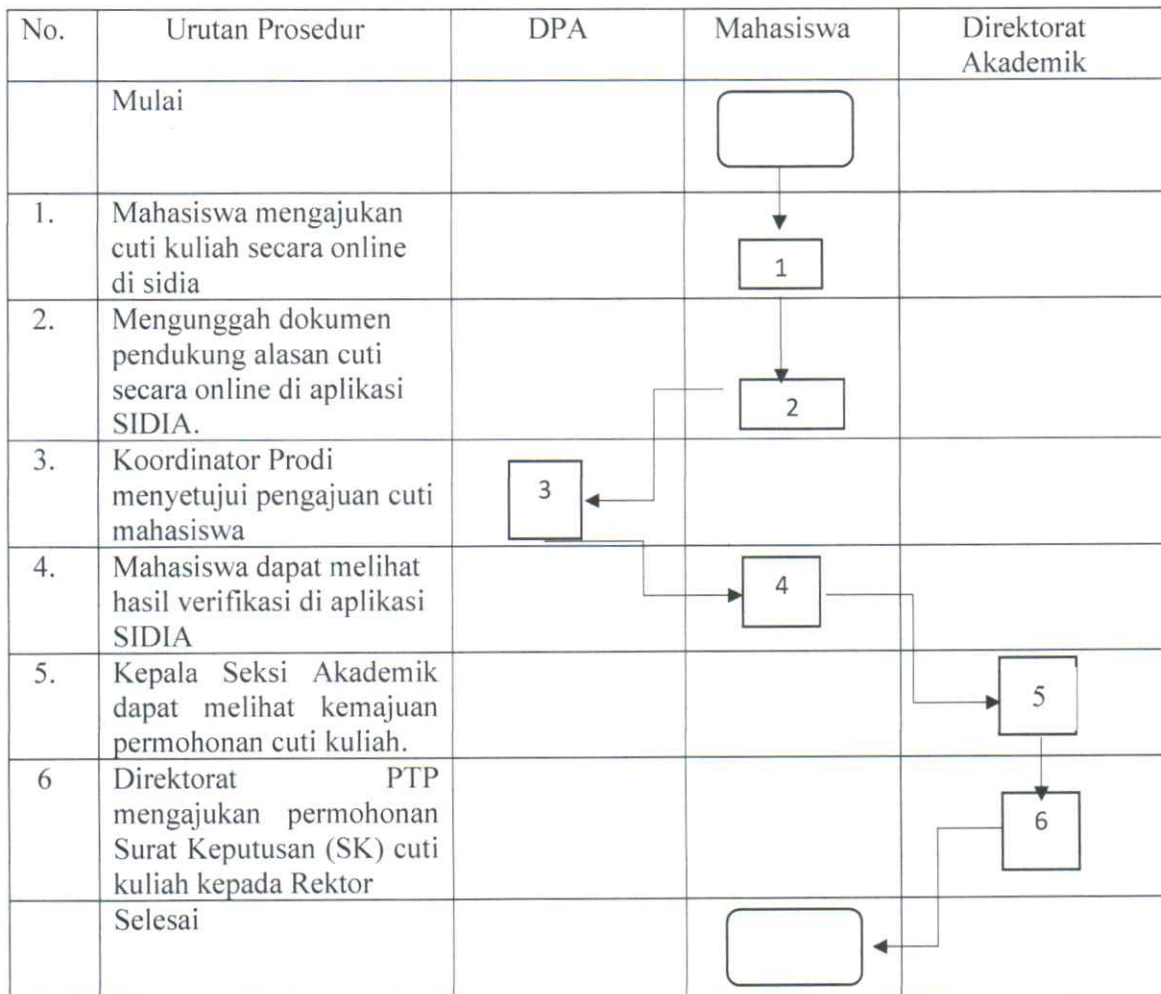 No. Urutan Prosedur DPA Mahasiswa Direktorat
Akademik
Mulai
1. Mahasiswa mengajukan
cuti kuliah secara online
di sidia
1
2. Mengunggah dokumen
pendukung alasan cuti
secara online di aplikasi
SIDIA.
2
3. Koordinator Prodi
menyetujui pengajuan cuti
mahasiswa
3
4. Mahasiswa dapat melihat
hasil verifikasi di aplikasi
SIDIA
4
5. Kepala Seksi Akademik
dapat melihat kemajuan
permohonan cuti kuliah.
5
6 Direktorat PTP
mengajukan permohonan
Surat Keputusan (SK) cuti
kuliah kepada Rektor
6
Selesai